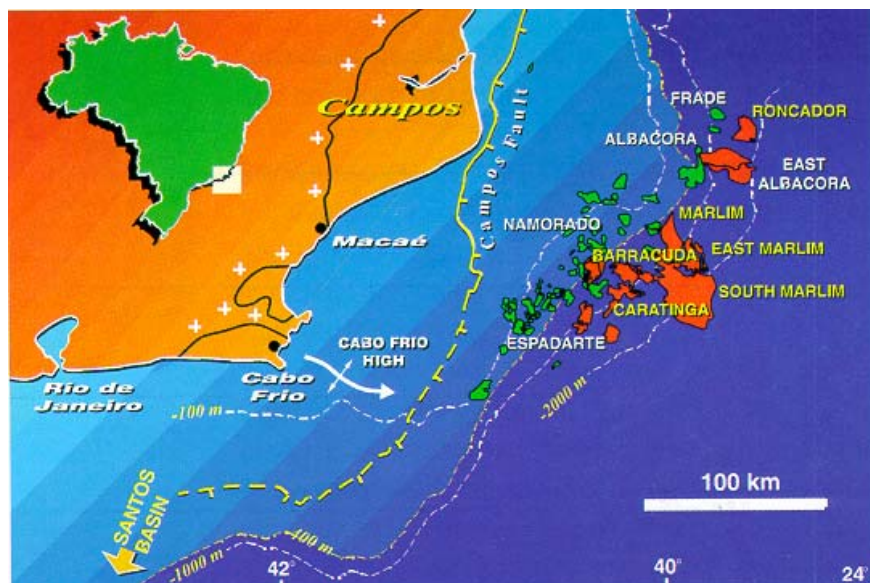 FRADE
RONCADOR
Campos
ALBACORA
EAST
ALBACORA
Campos Fault
NAMORADO
MARLIM
Macaé
BARRACUDA
EAST MARLIM
SOUTH MARLIM
CARATINGA
CABO FRIO
HIGH
ESPADARTE
Rio de
Janeiro
Cabo
Frio
-100 m
-2000 m
SANTOS
BASIN
100 km
-400 m
-1000 m
42°
40°
24°